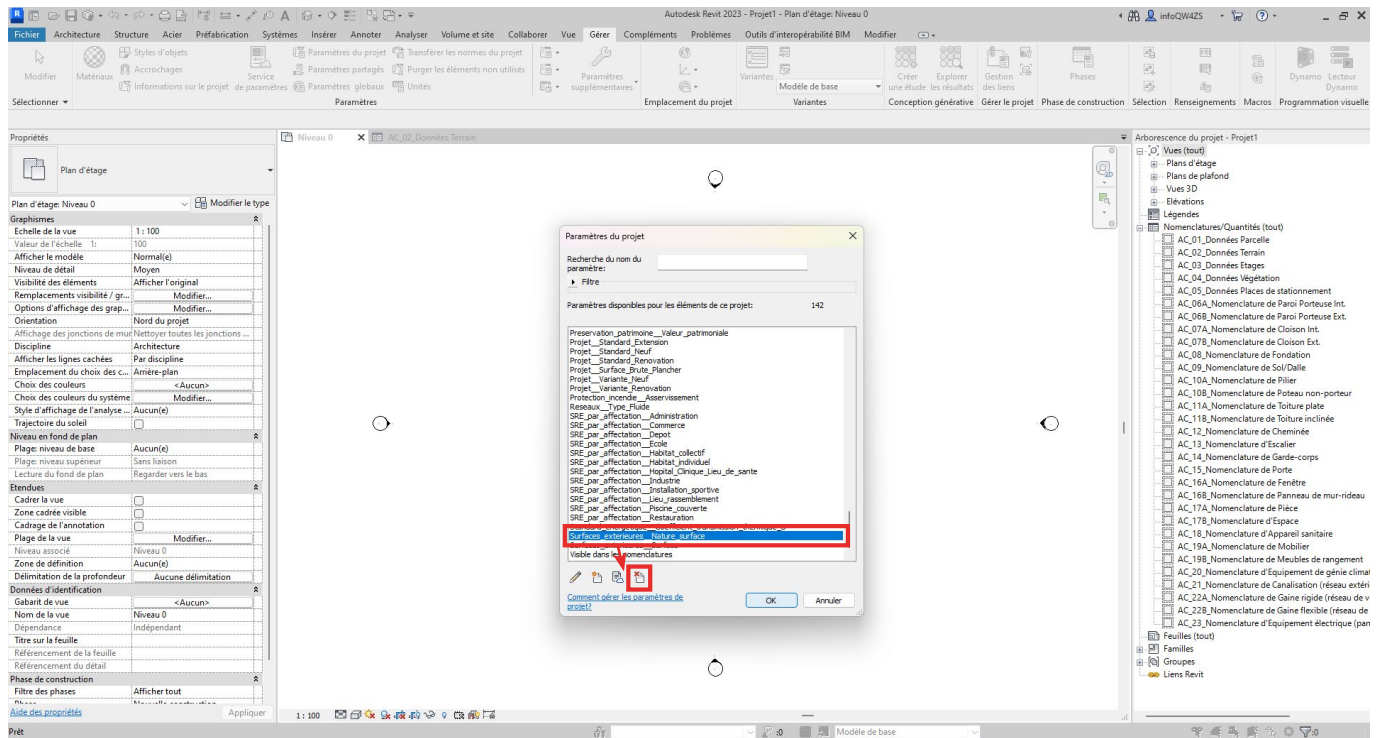 Autodesk Revit 2023 - Projet1 - Plan d'étage: Niveau 0
infoQW4ZS
Fichier Architecture Structure Acier Préfabrication Systèmes Insérer Annoter Analyser Volume et site Collaborer Vue Gérer Compléments Problèmes Outils d'interopérabilité BIM Modifier
Modifier
Matériaux
Styles d'objets
Accrochages
Informations sur le projet
Service de paramètres
Paramètres du projet
Paramètres partagés
Paramètres globaux
Transférer les normes du projet
Purger les éléments non utilisés
Unités
Paramètres supplémentaires
Variantes
Modèle de base
Créer une étude
Explorer les résultats
Gestion des liens
Phases
Dynamo
Lecteur Dynamo
Sélectionner
Paramètres
Emplacement du projet
Variantes
Conception générative
Gérer le projet
Phase de construction
Sélection
Renseignements
Macros
Programmation visuelle
Propriétés
Plan d'étage
Plan d'étage: Niveau 0
Modifier le type
Graphismes
Echelle de la vue 1 : 100
Valeur de l'échelle 1: 100
Afficher le modèle Normal(e)
Niveau de détail Moyen
Visibilité des éléments Afficher l'original
Remplacements visibilité / gr... Modifier...
Options d'affichage des grap... Modifier...
Orientation Nord du projet
Affichage des jonctions de mur Nettoyer toutes les jonctions ...
Discipline Architecture
Afficher les lignes cachées Par discipline
Emplacement du choix des c... Arrière-plan
Choix des couleurs <Aucun>
Choix des couleurs du système Modifier...
Style d'affichage de l'analyse ... Aucun(e)
Trajectoire du soleil
Niveau en fond de plan
Plage: niveau de base Aucun(e)
Plage: niveau supérieur Sans liaison
Lecture du fond de plan Regarder vers le bas
Etendues
Cadrer la vue
Zone cadrée visible
Cadrage de l'annotation
Plage de la vue Modifier...
Niveau associé Niveau 0
Zone de définition Aucun(e)
Délimitation de la profondeur Aucune délimitation
Données d'identification
Gabarit de vue <Aucun>
Nom de la vue Niveau 0
Dépendance Indépendant
Titre sur la feuille
Référencement de la feuille
Référencement du détail
Phase de construction
Filtre des phases Afficher tout
Aide des propriétés
Appliquer
Niveau 0
AC_02_Données Terrain
Paramètres du projet
Recherche du nom du paramètre:
Filtre
Paramètres disponibles pour les éléments de ce projet: 142
Preservation_patrimoine__Valeur_patrimoniale
Projet__Standard_Extension
Projet__Standard_Neuf
Projet__Standard_Renovation
Projet__Surface_Brute_Plancher
Projet__Variante_Neuf
Projet__Variante_Renovation
Protection_incendie__Asservissement
Reseaux__Type_Fluide
SRE_par_affectation__Administration
SRE_par_affectation__Commerce
SRE_par_affectation__Depot
SRE_par_affectation__Ecole
SRE_par_affectation__Habitat_collectif
SRE_par_affectation__Habitat_individuel
SRE_par_affectation__Hopital_Clinique_Lieu_de_sante
SRE_par_affectation__Industrie
SRE_par_affectation__Installation_sportive
SRE_par_affectation__Lieu_rassemblement
SRE_par_affectation__Piscine_couverte
SRE_par_affectation__Restauration
Surfaces_exterieures__Nature_surface
Visible dans les nomenclatures
Comment gérer les paramètres de projet?
OK
Annuler
Arborescence du projet - Projet1
Vues (tout)
Plans d'étage
Plans de plafond
Vues 3D
Elévations
Légendes
Nomenclatures/Quantités (tout)
AC_01_Données Parcelle
AC_02_Données Terrain
AC_03_Données Etages
AC_04_Données Végétation
AC_05_Données Places de stationnement
AC_06A_Nomenclature de Paroi Porteuse Int.
AC_06B_Nomenclature de Paroi Porteuse Ext.
AC_07A_Nomenclature de Cloison Int.
AC_07B_Nomenclature de Cloison Ext.
AC_08_Nomenclature de Fondation
AC_09_Nomenclature de Sol/Dalle
AC_10A_Nomenclature de Pilier
AC_10B_Nomenclature de Poteau non-porteur
AC_11A_Nomenclature de Toiture plate
AC_11B_Nomenclature de Toiture inclinée
AC_12_Nomenclature de Cheminée
AC_13_Nomenclature d'Escalier
AC_14_Nomenclature de Garde-corps
AC_15_Nomenclature de Porte
AC_16A_Nomenclature de Fenêtre
AC_16B_Nomenclature de Panneau de mur-rideau
AC_17A_Nomenclature de Pièce
AC_17B_Nomenclature d'Espace
AC_18_Nomenclature d'Appareil sanitaire
AC_19A_Nomenclature de Mobilier
AC_19B_Nomenclature de Meubles de rangement
AC_20_Nomenclature d'Equipement de génie climat
AC_21_Nomenclature de Canalisation (réseau extéri
AC_22A_Nomenclature de Gaine rigide (réseau de v
AC_22B_Nomenclature de Gaine flexible (réseau de
AC_23_Nomenclature d'Equipement électrique (pan
Feuilles (tout)
Familles
Groupes
Liens Revit
1 : 100
Prêt
:0
Modèle de base
:0